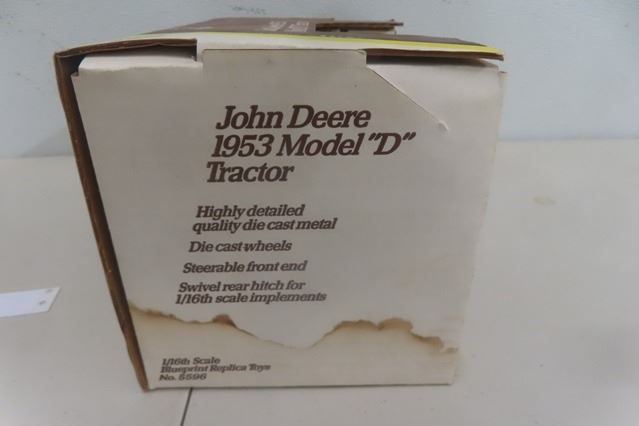 John Deere
1953 Model "D"
Tractor
Highly detailed
quality die cast metal
Die cast wheels
Steerable front end
Swivel rear hitch for
1/16th scale implements
1/16th Scale
Blueprint Replica Toys
No. 5596